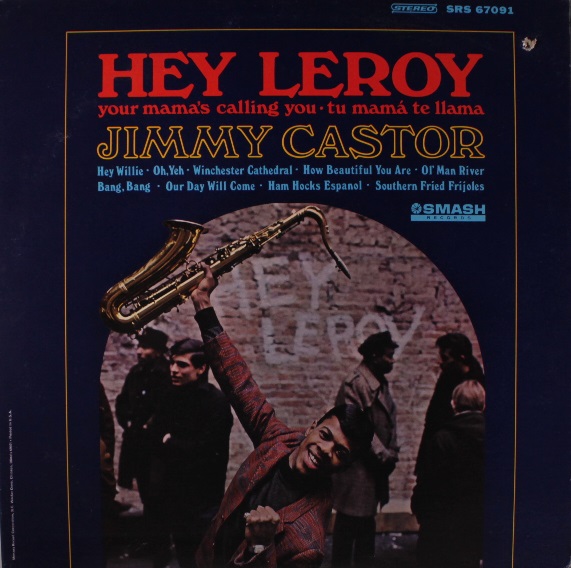 STEREO SRS 67091
HEY LEROY
your mama's calling you · tu mamá te llama
JIMMY CASTOR
Hey Willie · Oh, Yeh · Winchester Cathedral · How Beautiful You Are · Ol' Man River
Bang, Bang · Our Day Will Come · Ham Hocks Espanol · Southern Fried Frijoles
SMASH
RECORDS
HEY
LEROY